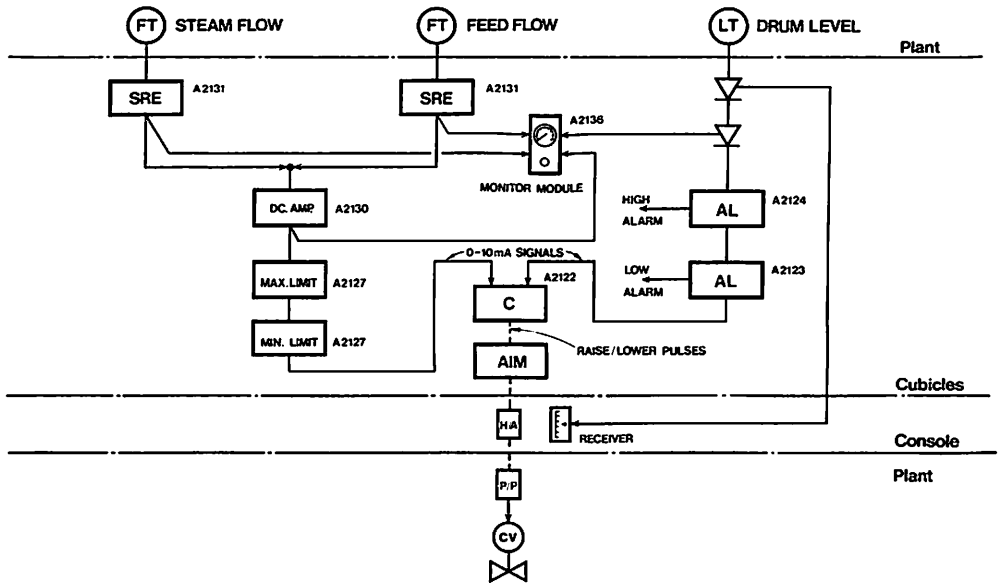 FT STEAM FLOW
FT FEED FLOW
LT DRUM LEVEL
Plant
SRE A2131
SRE A2131
A2136
MONITOR MODULE
DC. AMP. A2130
HIGH ALARM
AL A2124
0-10mA SIGNALS
LOW ALARM
AL A2123
MAX. LIMIT A2127
A2122
C
MIN. LIMIT A2127
RAISE/LOWER PULSES
AIM
Cubicles
H/A
RECEIVER
Console
Plant
P/P
CV